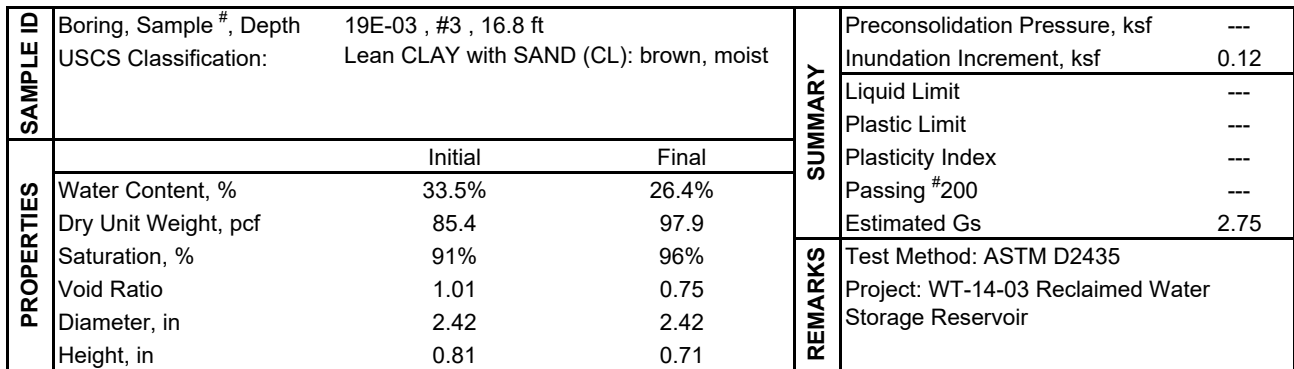 SAMPLE ID
Boring, Sample #, Depth 19E-03 , #3 , 16.8 ft
USCS Classification: Lean CLAY with SAND (CL): brown, moist
PROPERTIES
Initial Final
Water Content, % 33.5% 26.4%
Dry Unit Weight, pcf 85.4 97.9
Saturation, % 91% 96%
Void Ratio 1.01 0.75
Diameter, in 2.42 2.42
Height, in 0.81 0.71
SUMMARY
Preconsolidation Pressure, ksf ---
Inundation Increment, ksf 0.12
Liquid Limit ---
Plastic Limit ---
Plasticity Index ---
Passing #200 ---
Estimated Gs 2.75
REMARKS
Test Method: ASTM D2435
Project: WT-14-03 Reclaimed Water
Storage Reservoir